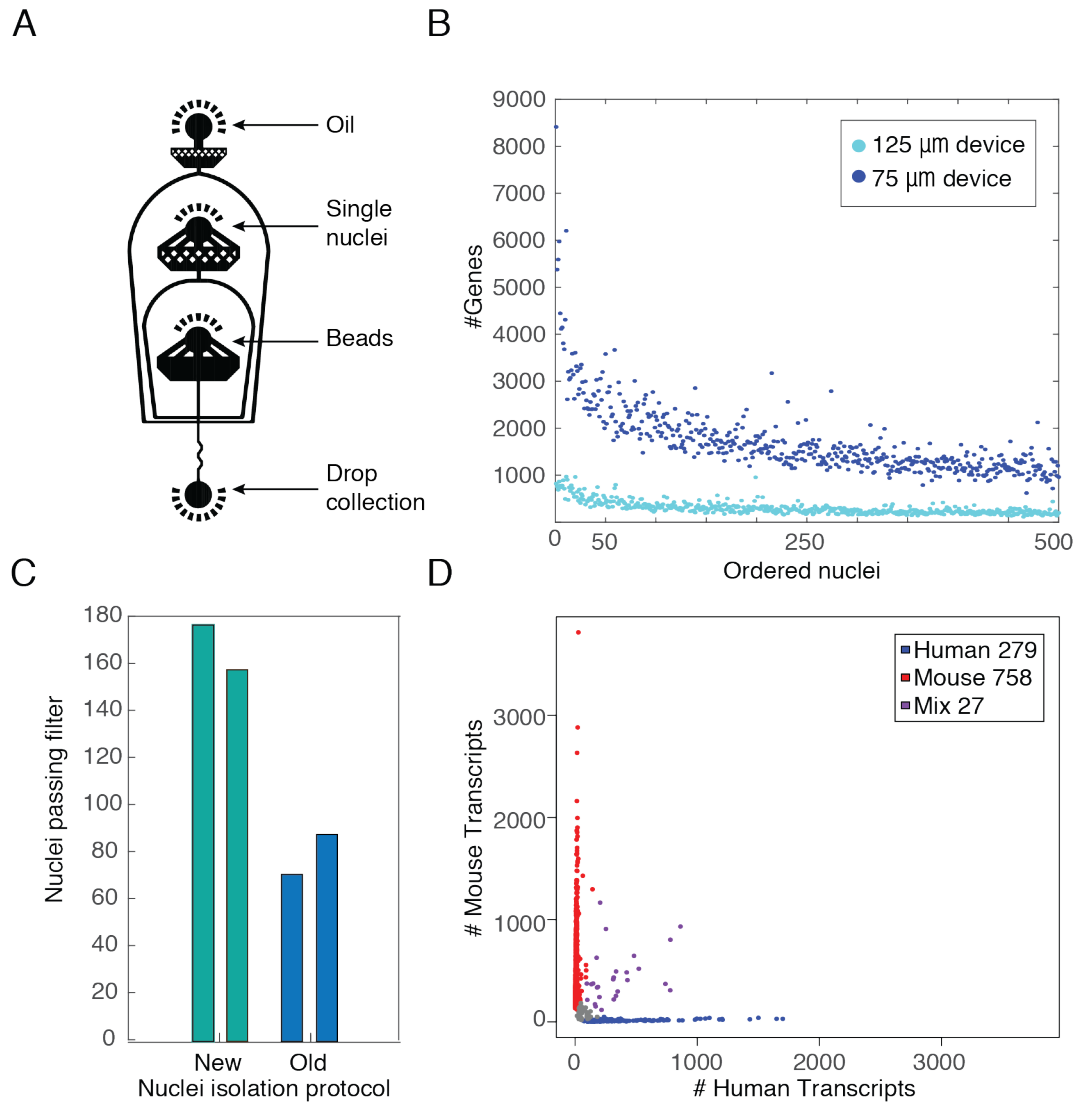 A
Oil
Single
nuclei
Beads
Drop
collection
B
9000
8000
7000
6000
5000
4000
3000
2000
1000
#Genes
125 μm device
75 μm device
0
50
250
500
Ordered nuclei
C
180
160
140
120
100
80
60
40
20
0
Nuclei passing filter
New
Old
Nuclei isolation protocol
D
Human 279
Mouse 758
Mix 27
3000
2000
1000
0
# Mouse Transcripts
0
1000
2000
3000
# Human Transcripts